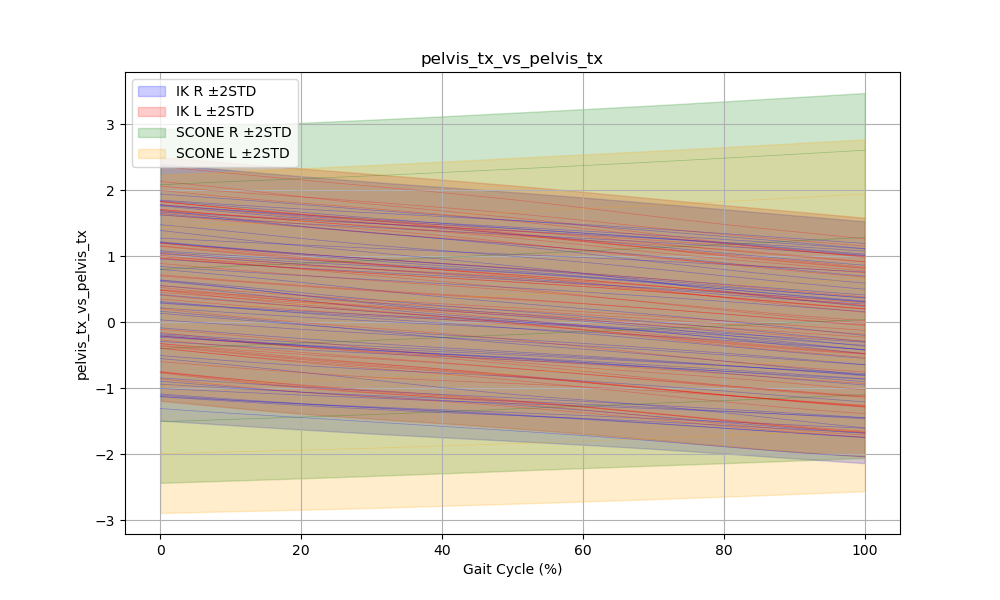 pelvis_tx_vs_pelvis_tx
IK R ±2STD
IK L ±2STD
SCONE R ±2STD
SCONE L ±2STD
pelvis_tx_vs_pelvis_tx
3
2
1
0
−1
−2
−3
0 20 40 60 80 100
Gait Cycle (%)